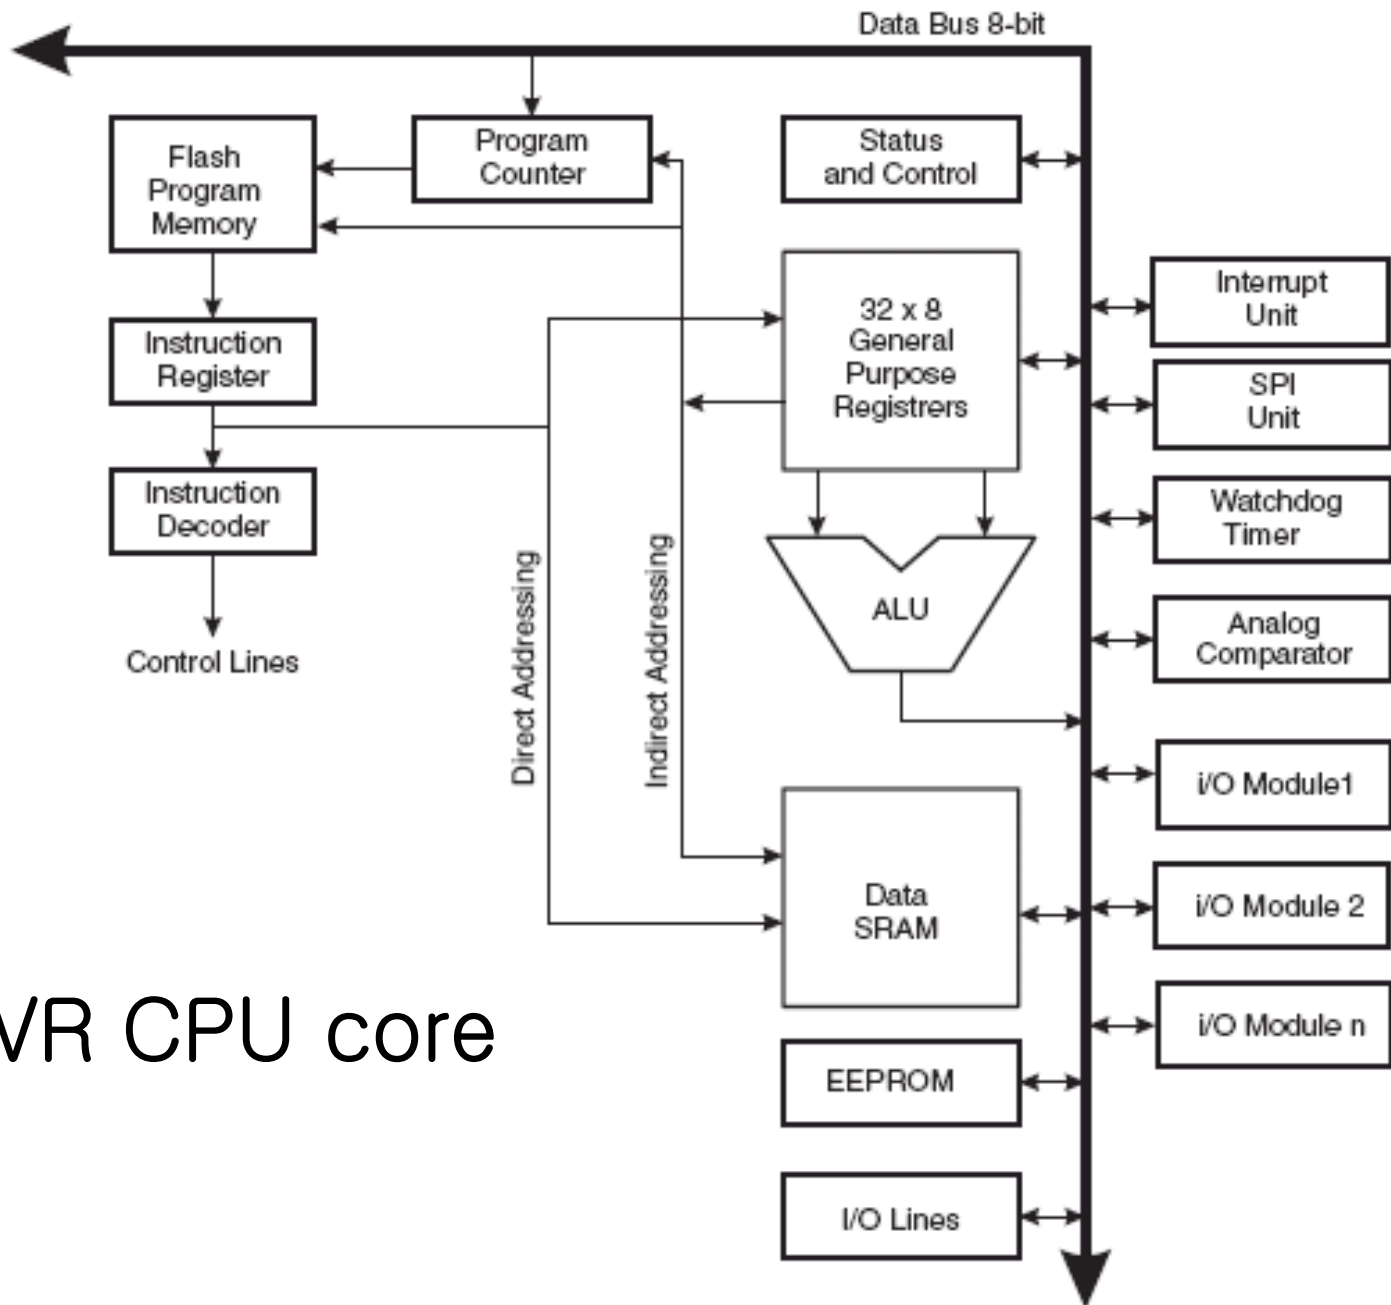 Data Bus 8-bit
Flash
Program
Memory
Program
Counter
Status
and Control
32 x 8
General
Purpose
Registrers
Interrupt
Unit
Instruction
Register
SPI
Unit
Instruction
Decoder
Watchdog
Timer
Direct Addressing
Indirect Addressing
ALU
Analog
Comparator
Control Lines
i/O Module1
Data
SRAM
i/O Module 2
VR CPU core
i/O Module n
EEPROM
I/O Lines